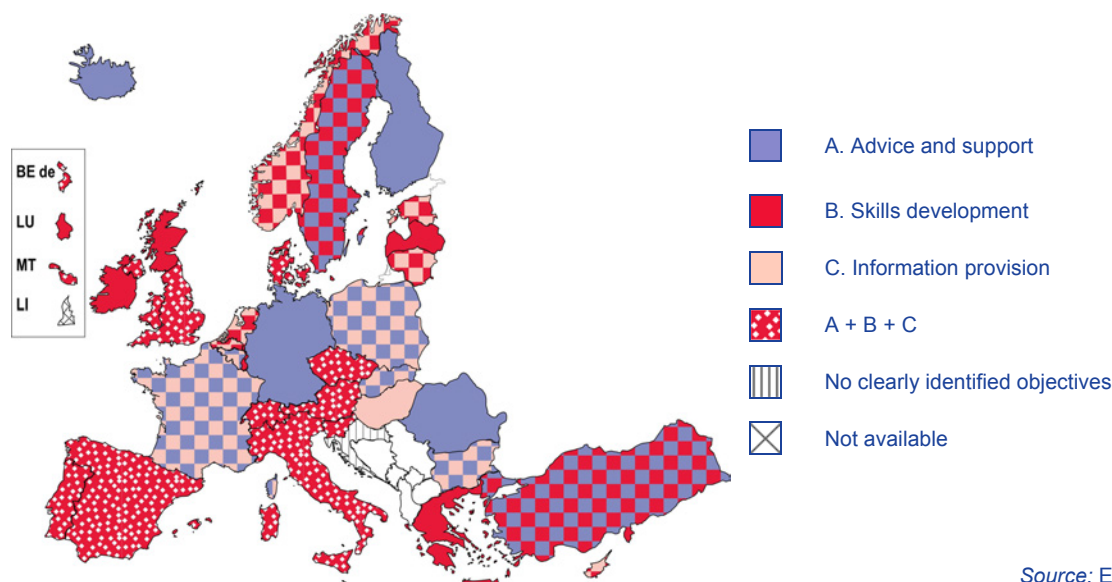 BE de
LU
MT
LI
A. Advice and support
B. Skills development
C. Information provision
A + B + C
No clearly identified objectives
Not available
Source: E